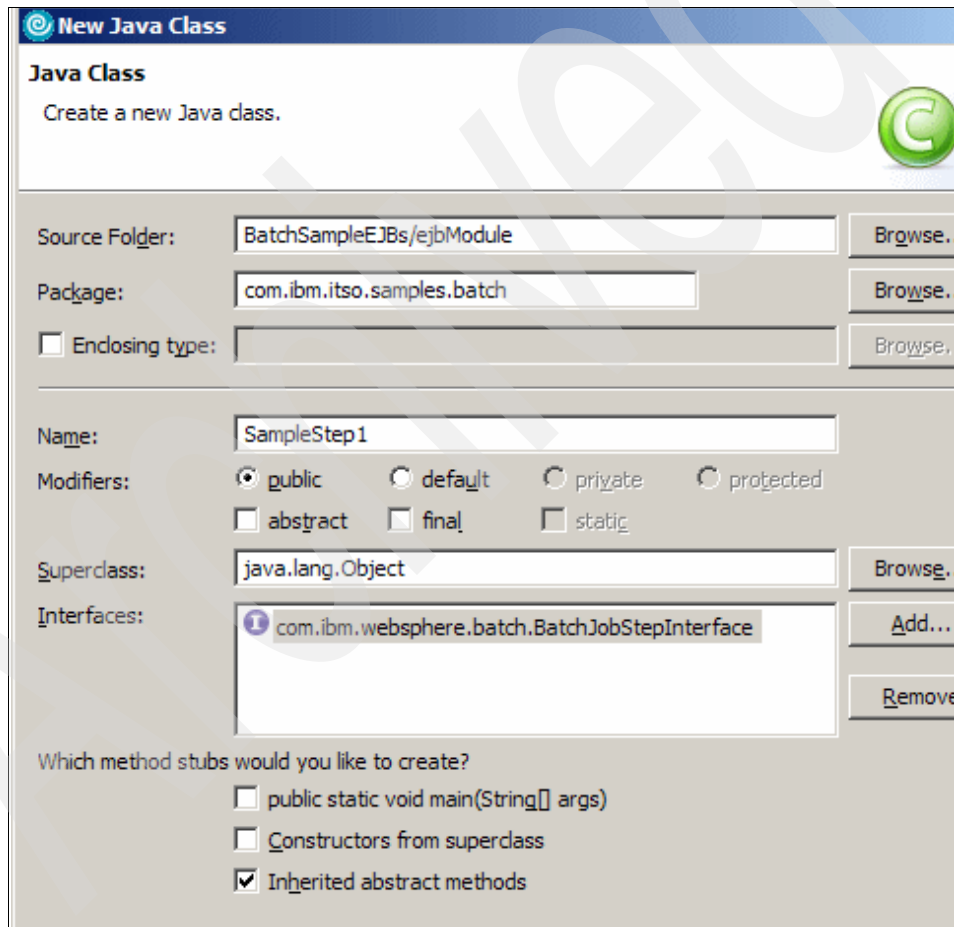 New Java Class
Java Class
Create a new Java class.
C
Source Folder: BatchSampleEJBs/ejbModule Browse.
Package: com.ibm.itso.samples.batch Browse.
Enclosing type: Browse.
Name: SampleStep1
Modifiers: public default private protected
abstract final static
Superclass: java.lang.Object Browse.
Interfaces: I com.ibm.websphere.batch.BatchJobStepInterface Add...
Remove
Which method stubs would you like to create?
public static void main(String[] args)
Constructors from superclass
Inherited abstract methods